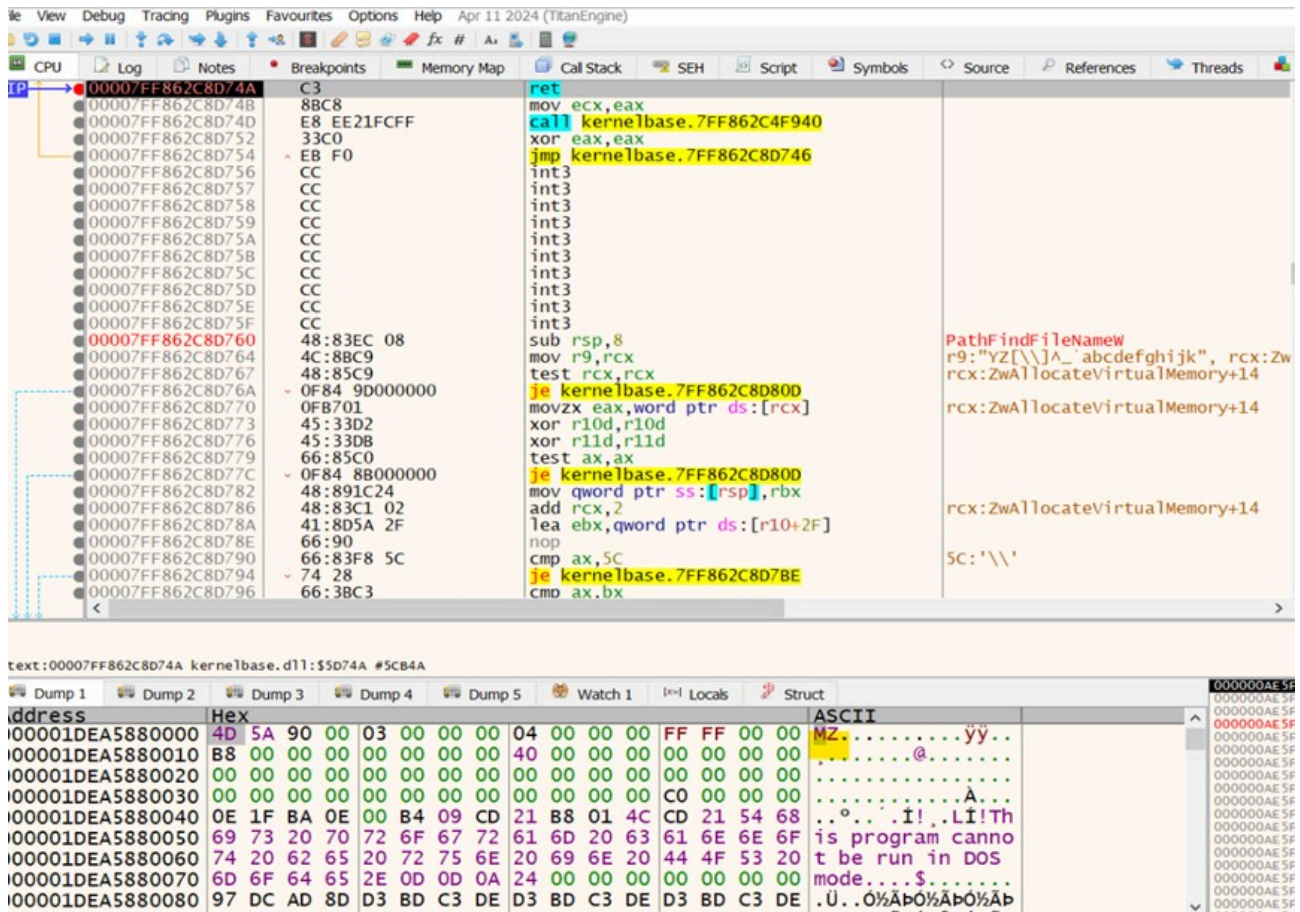 ile View Debug Tracing Plugins Favourites Options Help Apr 11 2024 (TitanEngine)
fx # A
CPU Log Notes Breakpoints Memory Map Call Stack SEH Script Symbols Source References Threads
IP 00007FF862C8D74A C3 ret
00007FF862C8D74B 8BC8 mov ecx,eax
00007FF862C8D74D E8 EE21FCFF call kernelbase.7FF862C4F940
00007FF862C8D752 33C0 xor eax,eax
00007FF862C8D754 EB F0 jmp kernelbase.7FF862C8D746
00007FF862C8D756 CC int3
00007FF862C8D757 CC int3
00007FF862C8D758 CC int3
00007FF862C8D759 CC int3
00007FF862C8D75A CC int3
00007FF862C8D75B CC int3
00007FF862C8D75C CC int3
00007FF862C8D75D CC int3
00007FF862C8D75E CC int3
00007FF862C8D75F CC int3
00007FF862C8D760 48:83EC 08 sub rsp,8 PathFindFileNameW
00007FF862C8D764 4C:8BC9 mov r9,rcx r9:"YZ[\\]^_`abcdefghijk", rcx:Zw
00007FF862C8D767 48:85C9 test rcx,rcx rcx:ZwAllocateVirtualMemory+14
00007FF862C8D76A 0F84 9D000000 je kernelbase.7FF862C8D80D
00007FF862C8D770 0FB701 movzx eax,word ptr ds:[rcx] rcx:ZwAllocateVirtualMemory+14
00007FF862C8D773 45:33D2 xor r10d,r10d
00007FF862C8D776 45:33DB xor r11d,r11d
00007FF862C8D779 66:85C0 test ax,ax
00007FF862C8D77C 0F84 8B000000 je kernelbase.7FF862C8D80D
00007FF862C8D782 48:891C24 mov qword ptr ss:[rsp],rbx
00007FF862C8D786 48:83C1 02 add rcx,2 rcx:ZwAllocateVirtualMemory+14
00007FF862C8D78A 41:8D5A 2F lea ebx,qword ptr ds:[r10+2F]
00007FF862C8D78E 66:90 nop
00007FF862C8D790 66:83F8 5C cmp ax,5C 5C:'\\'
00007FF862C8D794 74 28 je kernelbase.7FF862C8D7BE
00007FF862C8D796 66:3BC3 cmp ax,bx
text:00007FF862C8D74A kernelbase.dll:$5D74A #5CB4A
Dump 1 Dump 2 Dump 3 Dump 4 Dump 5 Watch 1 Locals Struct
ddress Hex ASCII
000001DEA5880000 4D 5A 90 00 03 00 00 00 04 00 00 00 FF FF 00 00 MZ..........ÿÿ..
000001DEA5880010 B8 00 00 00 00 00 00 00 40 00 00 00 00 00 00 00 ¸.......@.......
000001DEA5880020 00 00 00 00 00 00 00 00 00 00 00 00 00 00 00 00 ................
000001DEA5880030 00 00 00 00 00 00 00 00 00 00 00 00 C0 00 00 00 ............À...
000001DEA5880040 0E 1F BA 0E 00 B4 09 CD 21 B8 01 4C CD 21 54 68 ..º..´.Í!¸.LÍ!Th
000001DEA5880050 69 73 20 70 72 6F 67 72 61 6D 20 63 61 6E 6E 6F is program canno
000001DEA5880060 74 20 62 65 20 72 75 6E 20 69 6E 20 44 4F 53 20 t be run in DOS
000001DEA5880070 6D 6F 64 65 2E 0D 0D 0A 24 00 00 00 00 00 00 00 mode....$.......
000001DEA5880080 97 DC AD 8D D3 BD C3 DE D3 BD C3 DE D3 BD C3 DE .Ü..Ó½ÃÞÓ½ÃÞÓ½ÃÞ